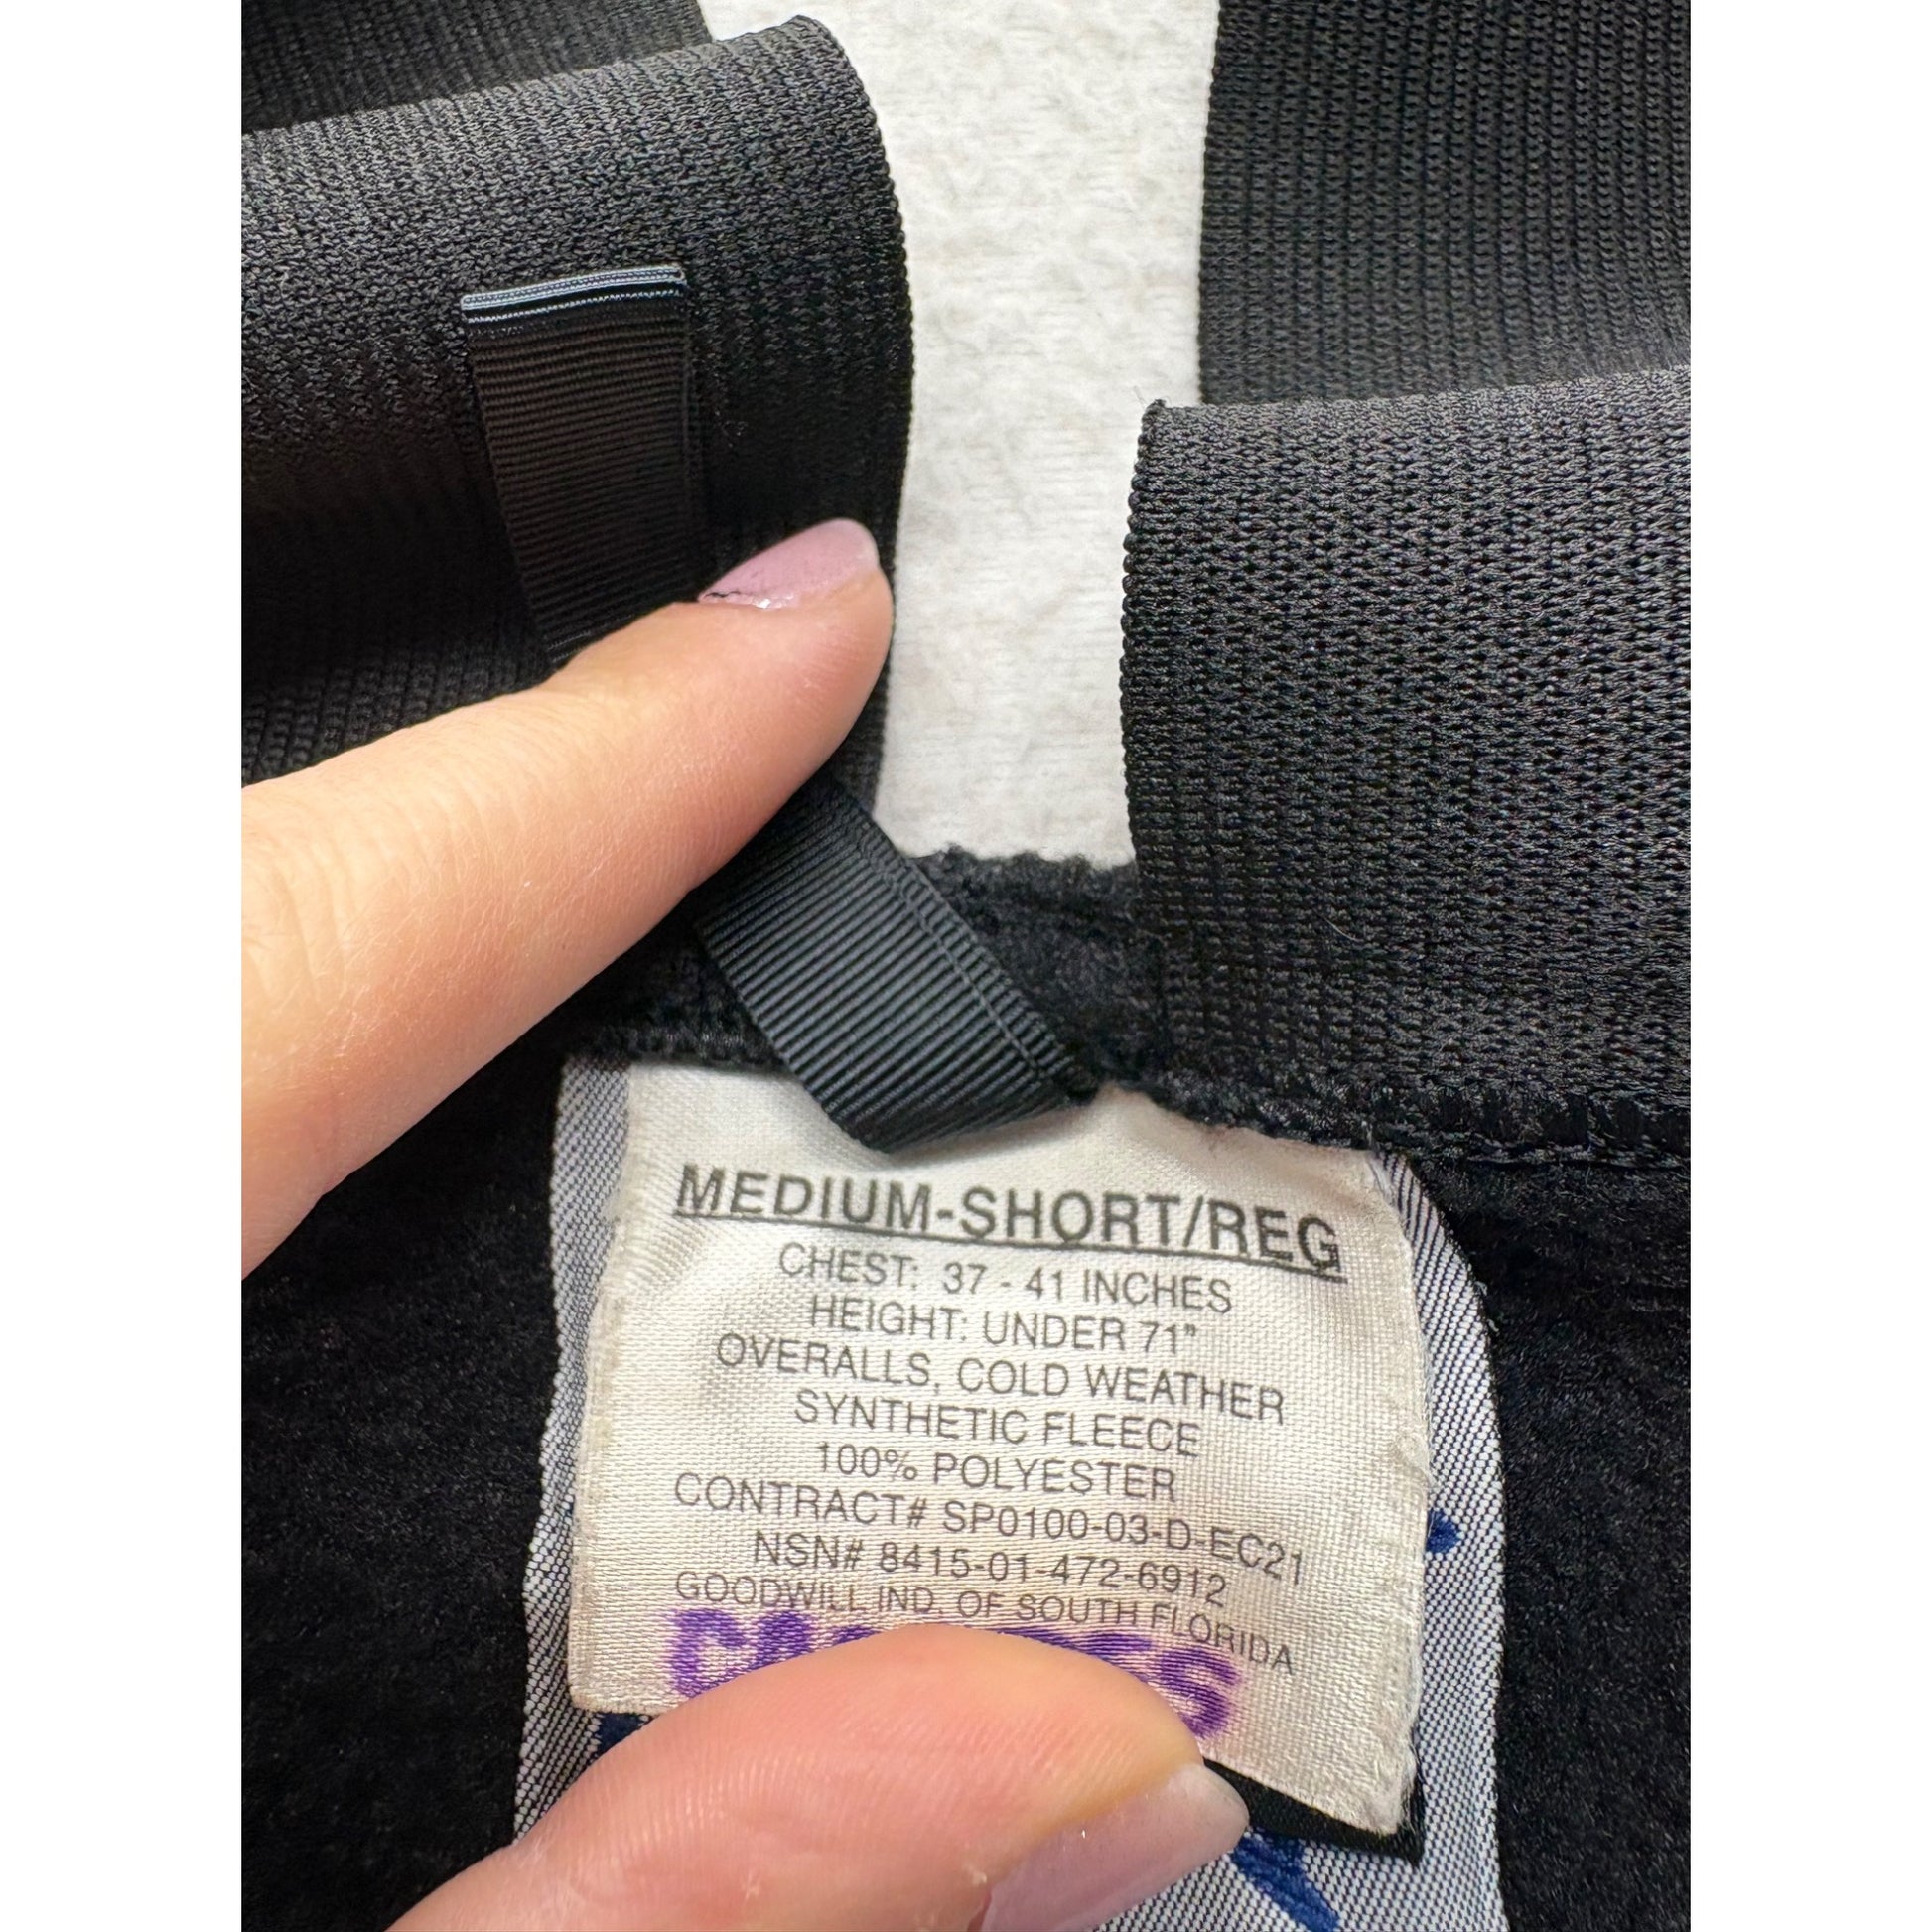 MEDIUM-SHORT/REG
CHEST: 37 - 41 INCHES
HEIGHT: UNDER 71"
OVERALLS, COLD WEATHER
SYNTHETIC FLEECE
100% POLYESTER
CONTRACT# SP0100-03-D-EC21
NSN# 8415-01-472-6912
GOODWILL IND. OF SOUTH FLORIDA